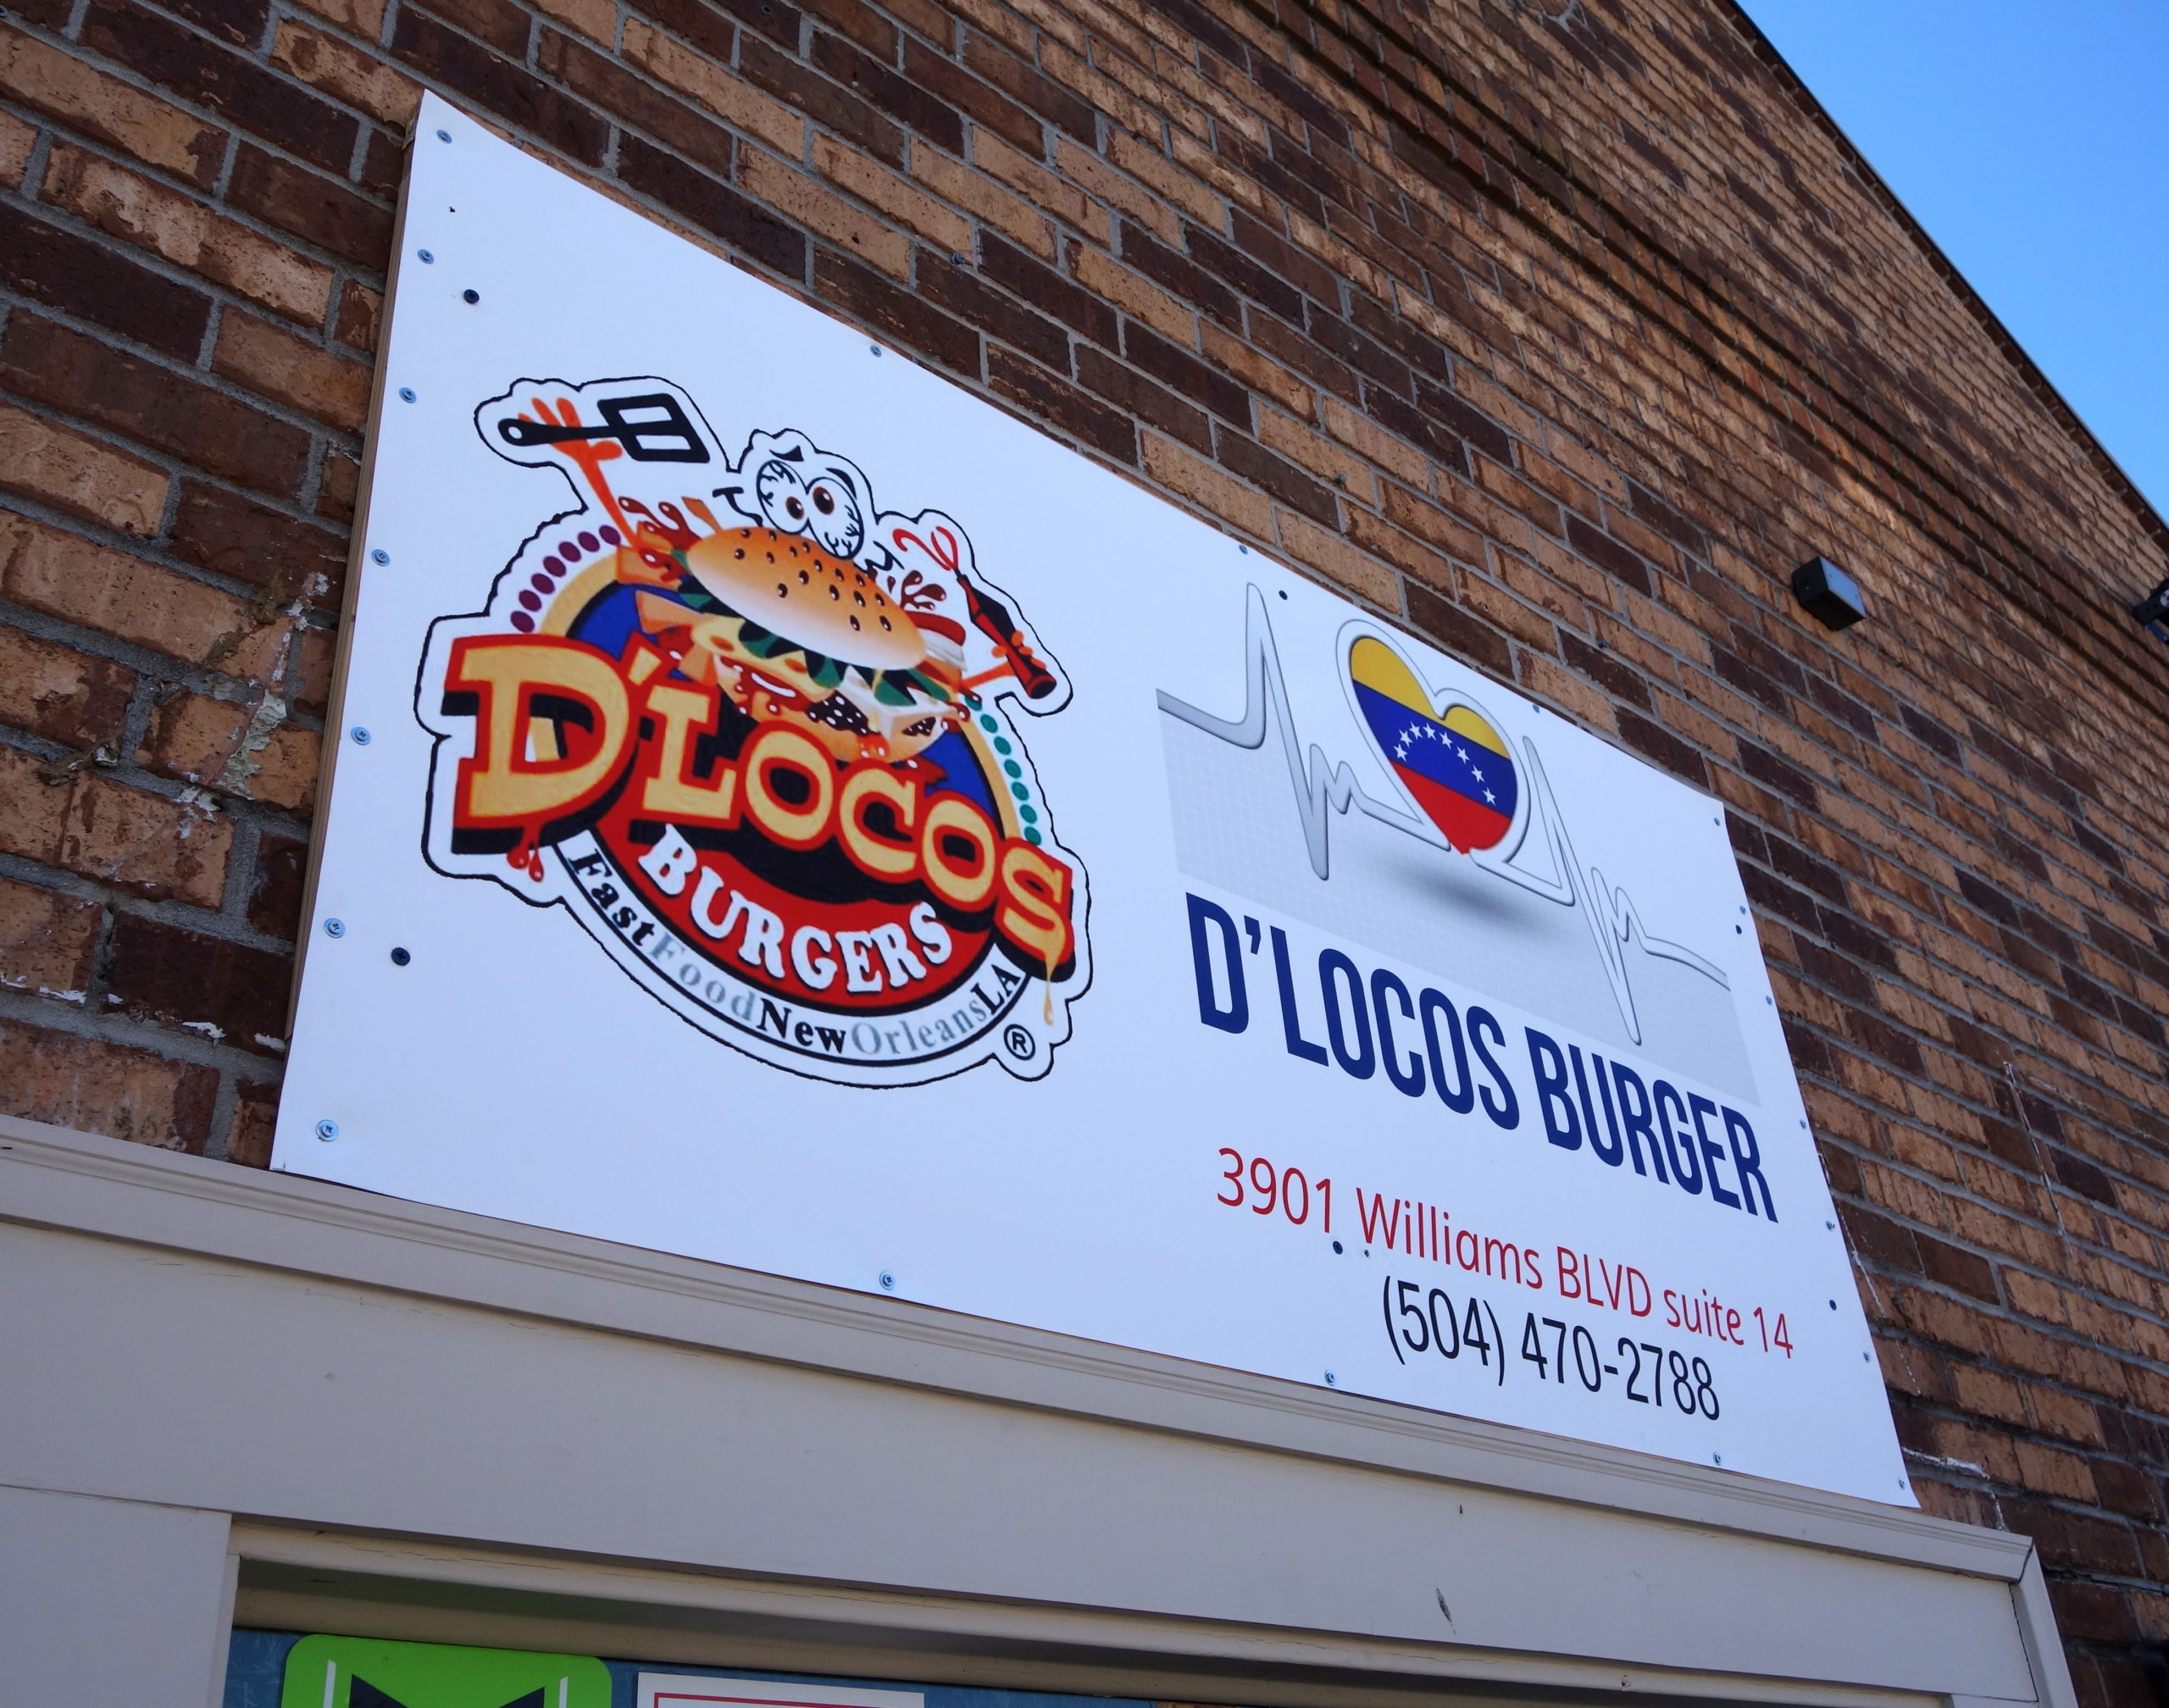 D'LOCOS
BURGERS
FastFoodNewOrleansLA
®
D'LOCOS BURGER
3901 Williams BLVD suite 14
(504) 470-2788